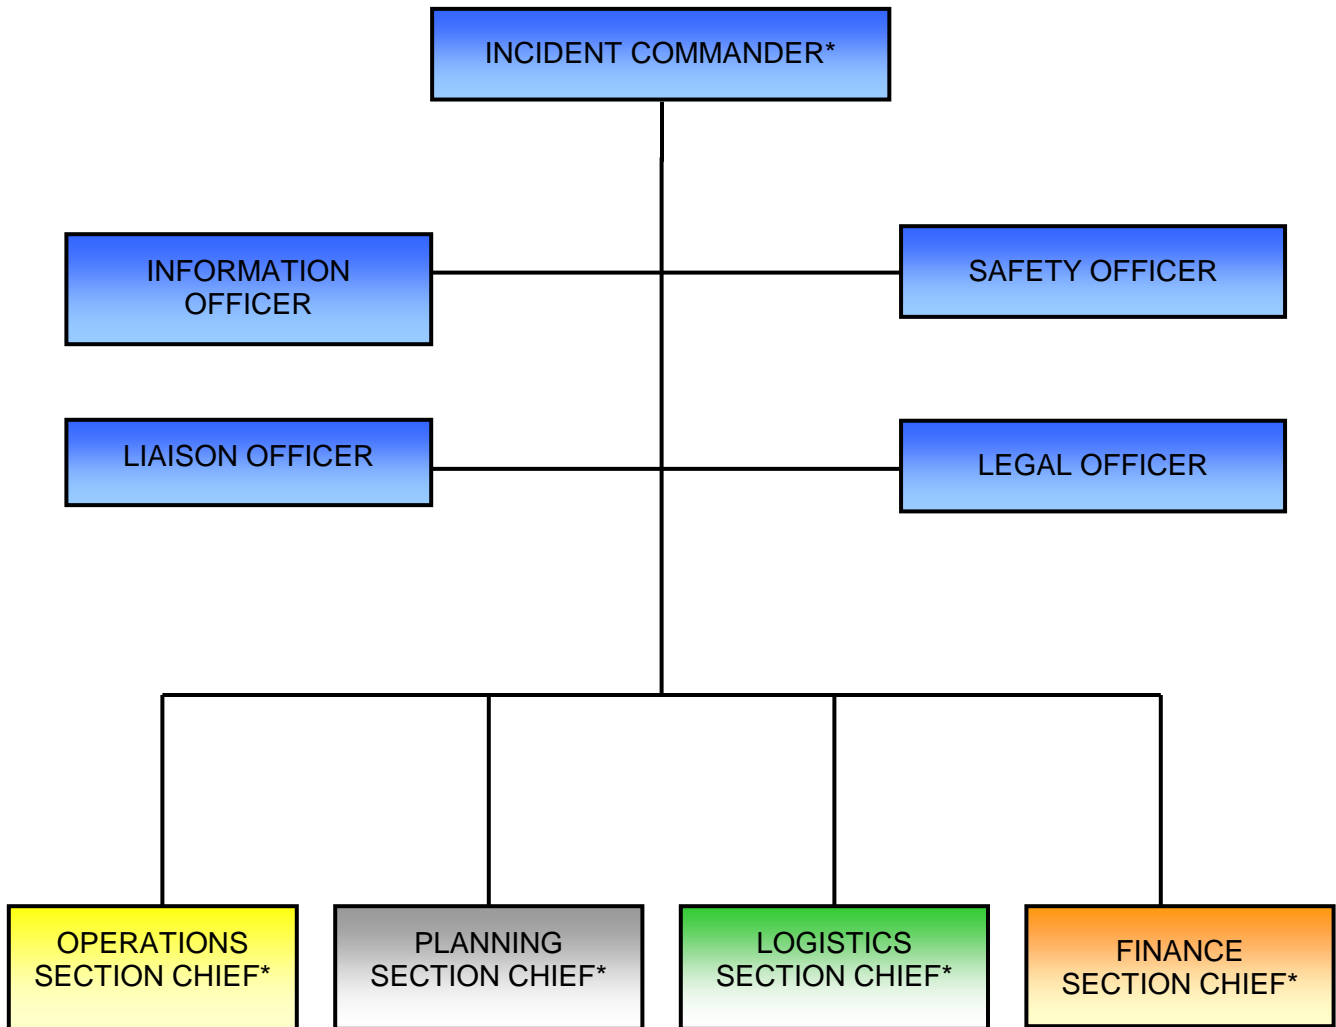 INCIDENT COMMANDER*
INFORMATION
OFFICER
SAFETY OFFICER
LIAISON OFFICER
LEGAL OFFICER
OPERATIONS
SECTION CHIEF*
PLANNING
SECTION CHIEF*
LOGISTICS
SECTION CHIEF*
FINANCE
SECTION CHIEF*